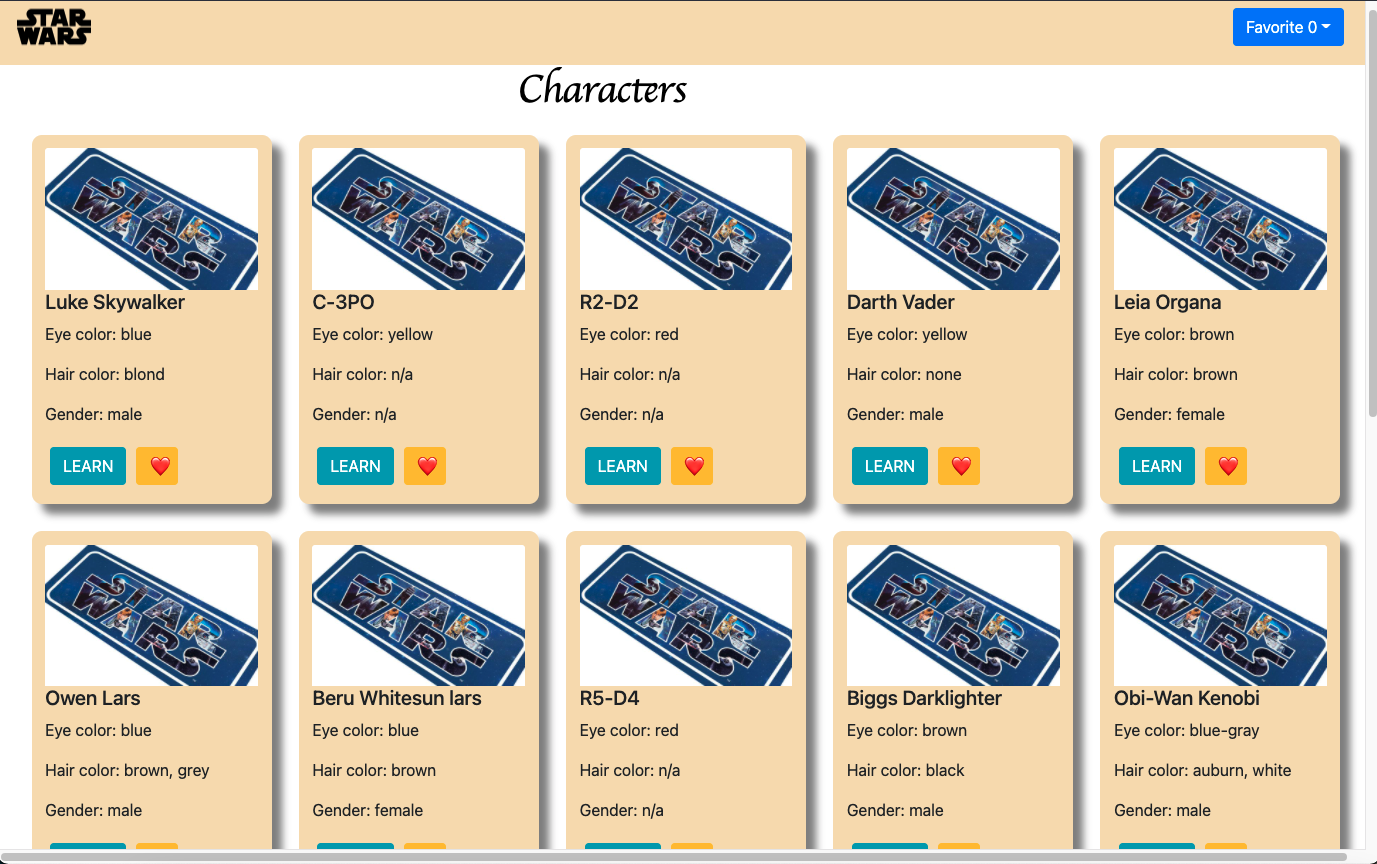 STAR
WARS
Favorite 0
Characters
STAR
WARS
Luke Skywalker
Eye color: blue
Hair color: blond
Gender: male
LEARN
STAR
WARS
C-3PO
Eye color: yellow
Hair color: n/a
Gender: n/a
LEARN
STAR
WARS
R2-D2
Eye color: red
Hair color: n/a
Gender: n/a
LEARN
STAR
WARS
Darth Vader
Eye color: yellow
Hair color: none
Gender: male
LEARN
STAR
WARS
Leia Organa
Eye color: brown
Hair color: brown
Gender: female
LEARN
STAR
WARS
Owen Lars
Eye color: blue
Hair color: brown, grey
Gender: male
STAR
WARS
Beru Whitesun lars
Eye color: blue
Hair color: brown
Gender: female
STAR
WARS
R5-D4
Eye color: red
Hair color: n/a
Gender: n/a
STAR
WARS
Biggs Darklighter
Eye color: brown
Hair color: black
Gender: male
STAR
WARS
Obi-Wan Kenobi
Eye color: blue-gray
Hair color: auburn, white
Gender: male